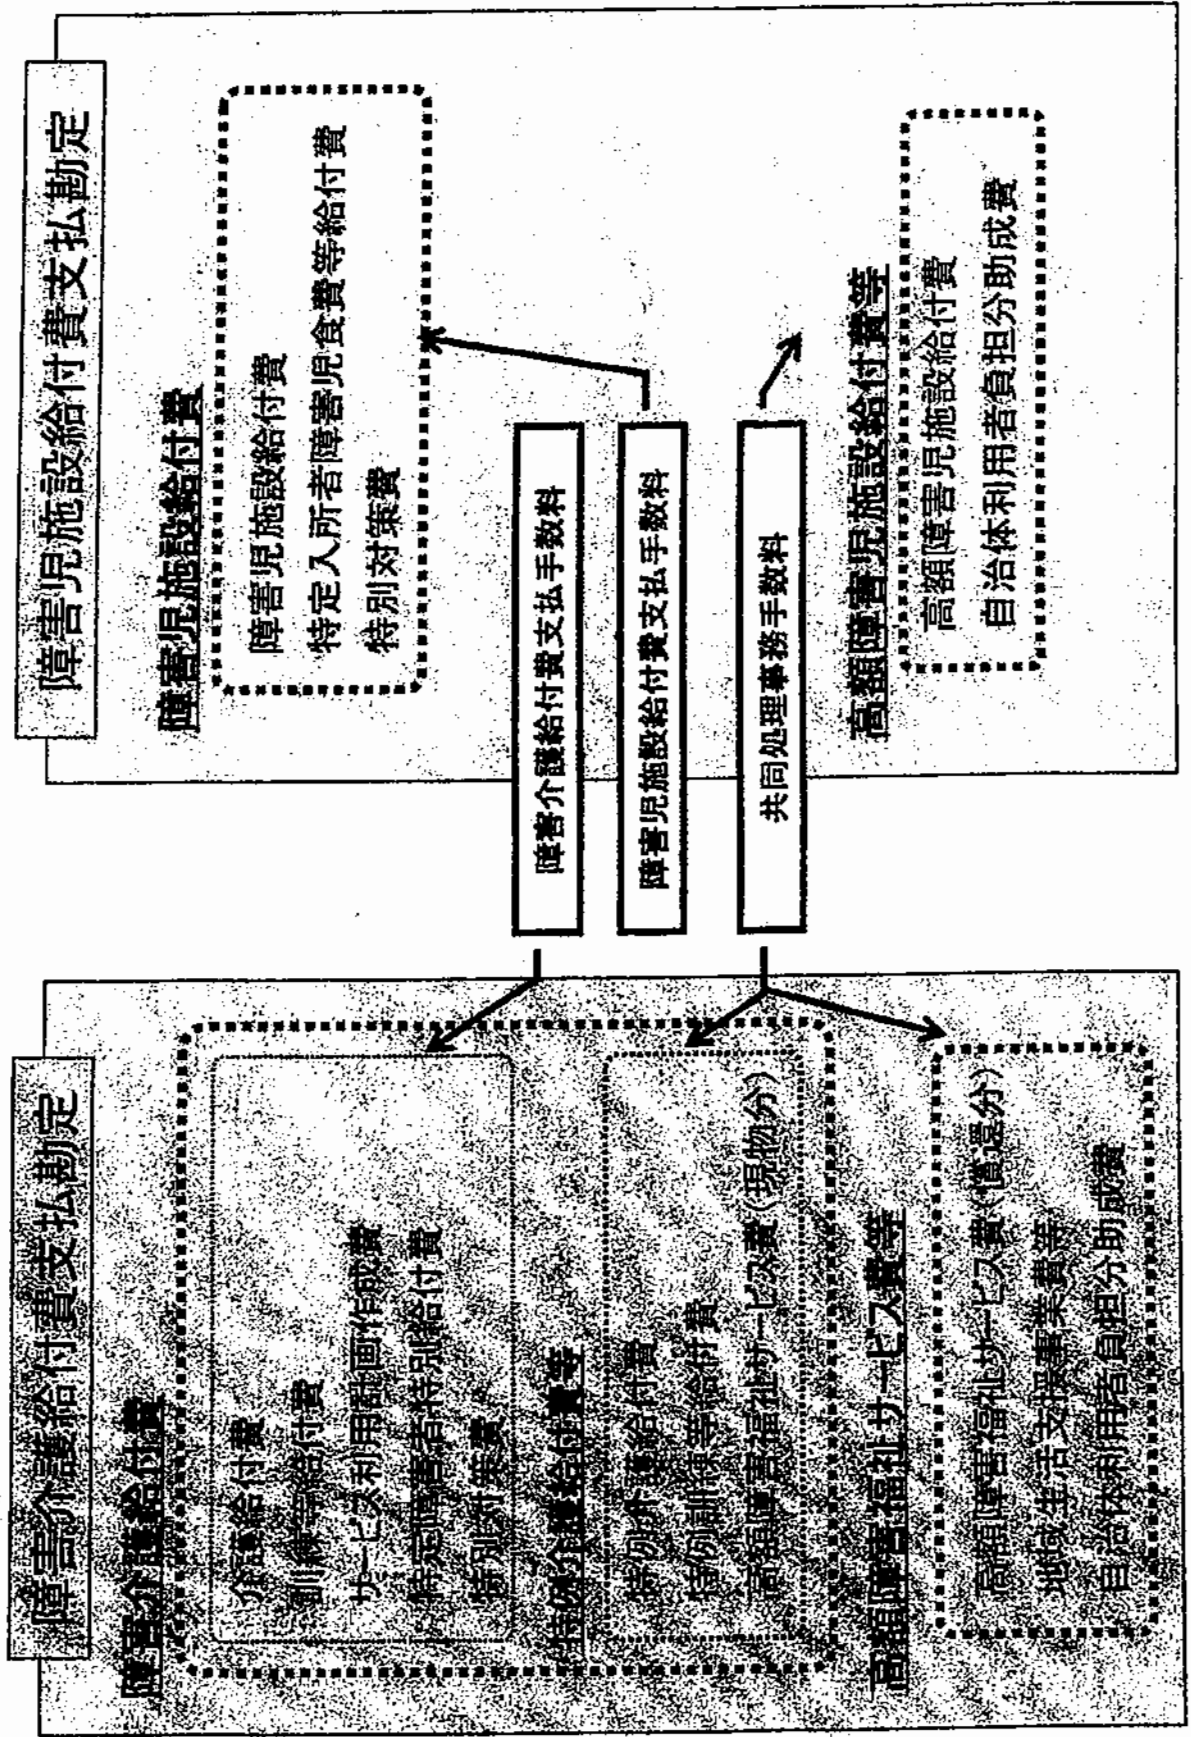 障害介護給付費支払勘定
障害介護給付費
介護給付費
訓練等給付費
サービス利用計画作成費
特定障害者特別給付費
特別対策費
特例介護給付費等
特例介護給付費
特例訓練等給付費
高額障害福祉サービス費(現物分)
高額障害福祉サービス費等
高額障害福祉サービス費(償還分)
地域生活支援事業費等
自治体利用者負担分助成費
障害介護給付費支払手数料
障害児施設給付費支払手数料
共同処理事務手数料
障害児施設給付費支払勘定
障害児施設給付費
障害児施設給付費
特定入所者障害児食費等給付費
特別対策費
高額障害児施設給付費等
高額障害児施設給付費
自治体利用者負担分助成費